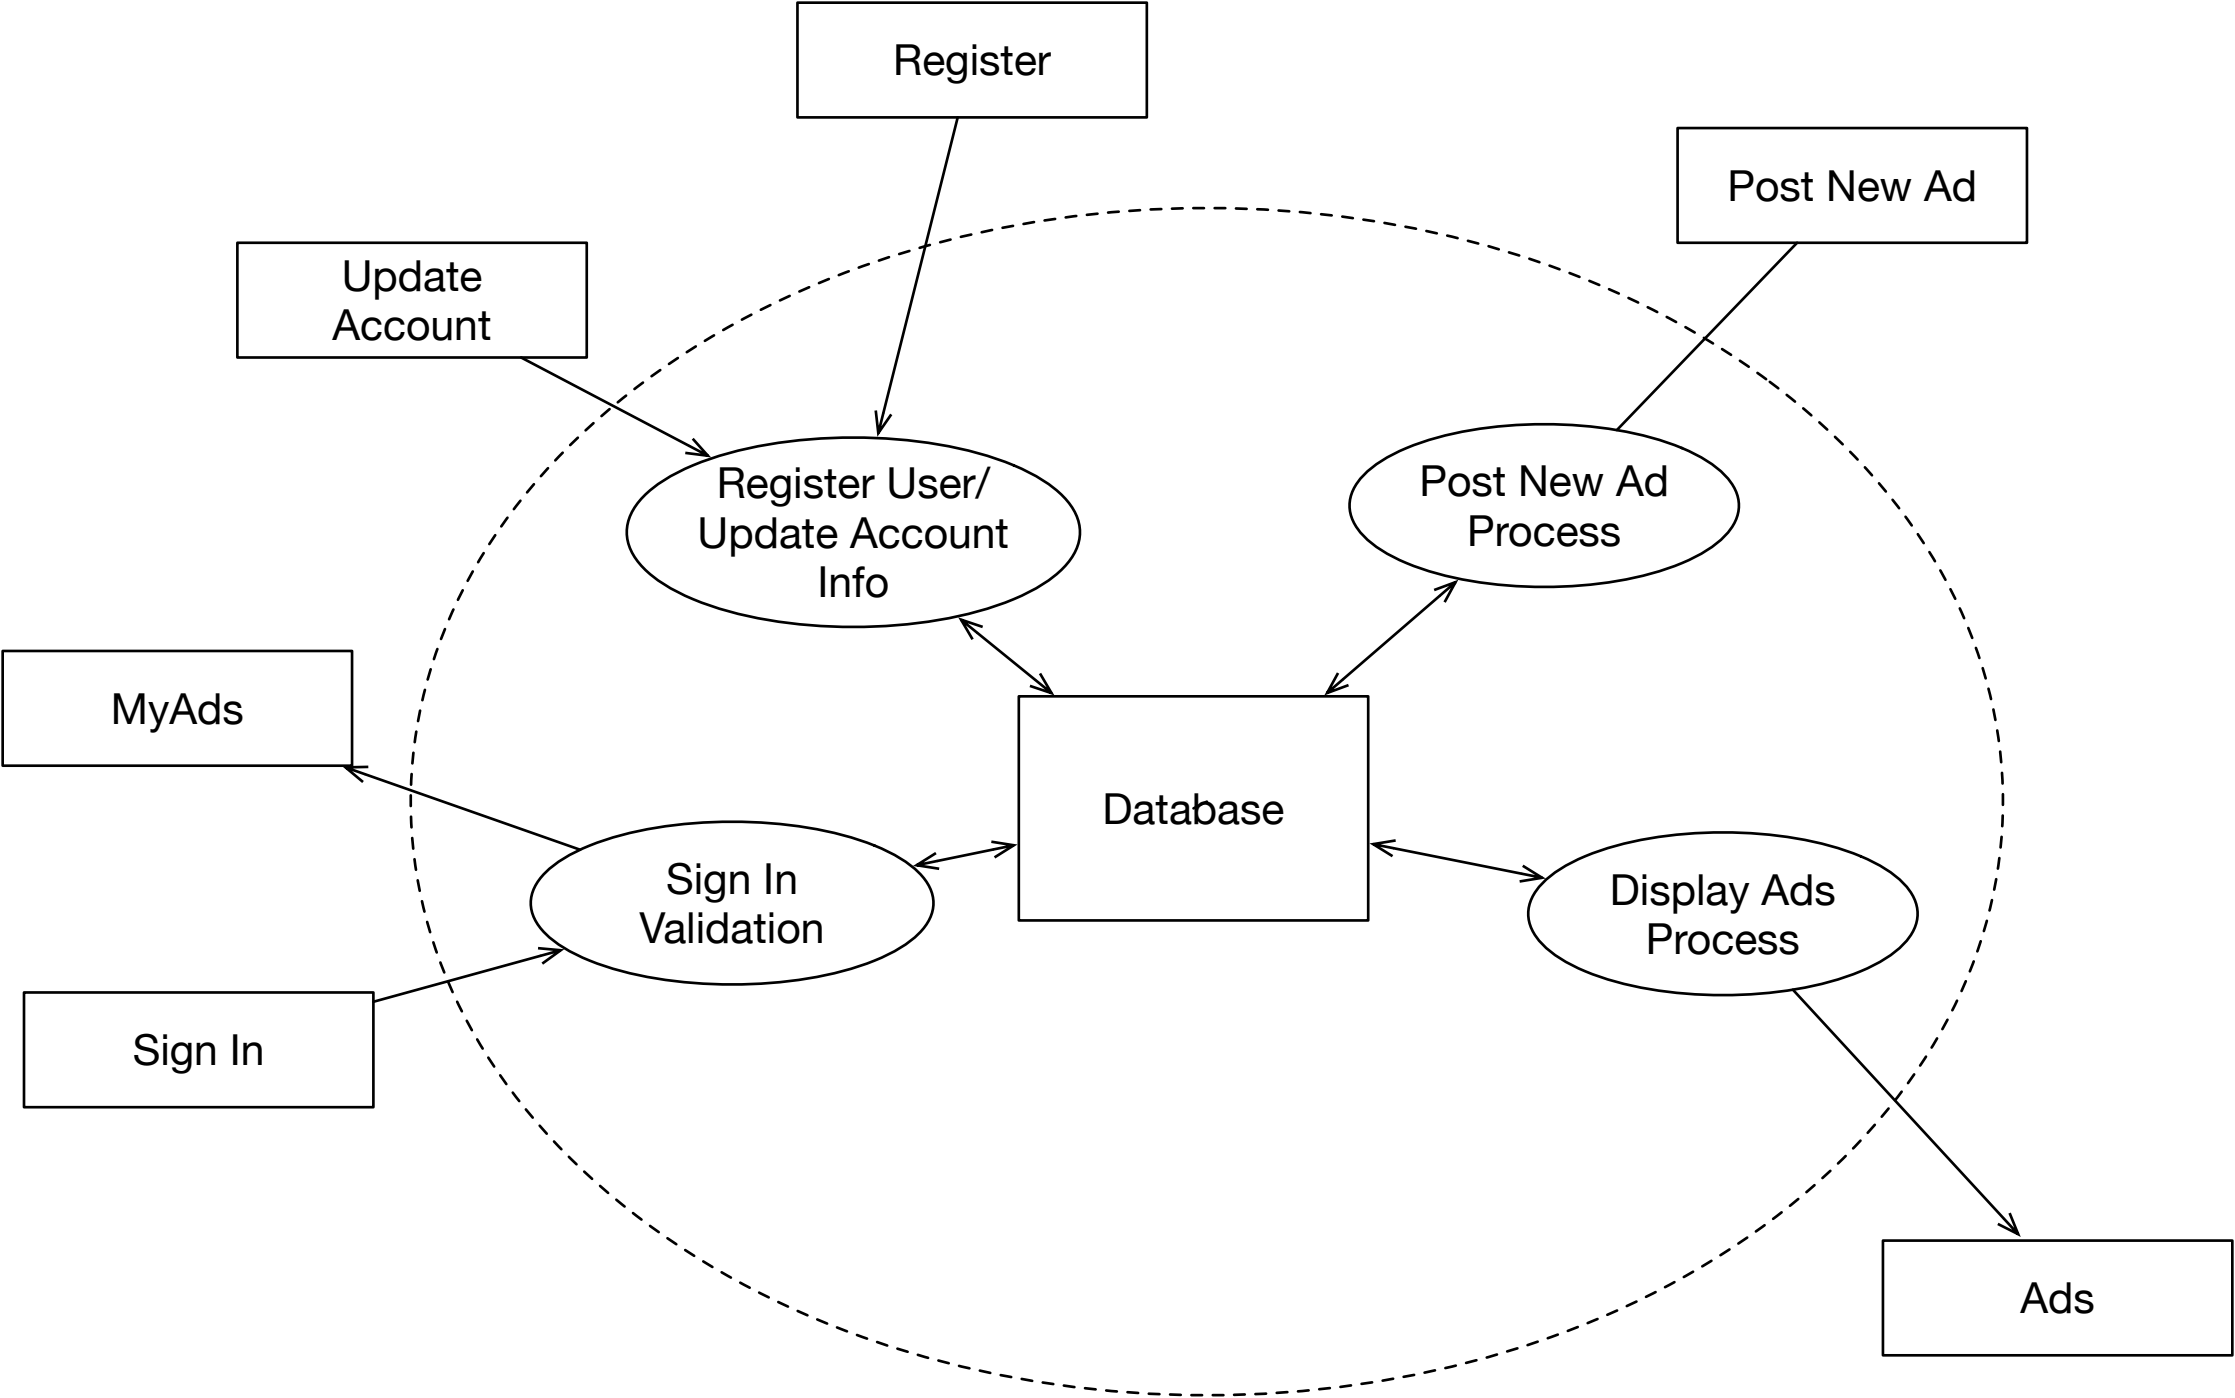 Register
Post New Ad
Update
Account
Register User/
Update Account
Info
Post New Ad
Process
MyAds
Database
Sign In
Validation
Display Ads
Process
Sign In
Ads